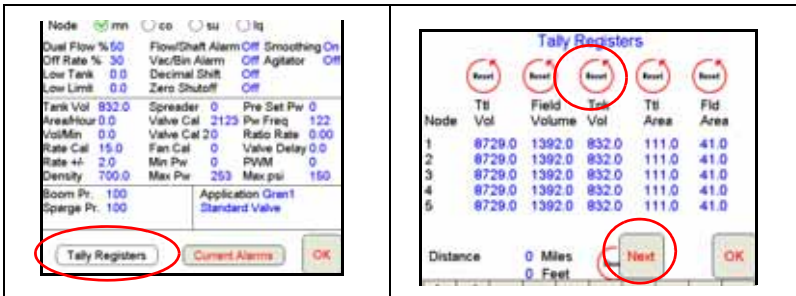 Node mn co su lq
Dual Flow % 50 Flow/Shaft Alarm Off Smoothing On
Off Rate % 30 Vac/Bin Alarm Off Agitator Off
Low Tank 0.0 Decimal Shift Off
Low Limit 0.0 Zero Shutoff Off
Tank Vol 832.0 Spreader 0 Pre Set Pw 0
Area/Hour 0.0 Valve Cal 2123 Pw Freq 122
Vol/Min 0.0 Valve Cal 2 0 Ratio Rate 0.00
Rate Cal 15.0 Fan Cal 0 Valve Delay 0.0
Rate +/- 2.0 Min Pw 0 PWM 0
Density 700.0 Max Pw 253 Max psi 150
Boom Pr. 100 Application Gran1
Sparge Pr. 100 Standard Valve
Tally Registers Current Alarms OK
Tally Registers
Reset Reset Reset Reset Reset
Ttl Field Tnk Ttl Fld
Node Vol Volume Vol Area Area
1 8729.0 1392.0 832.0 111.0 41.0
2 8729.0 1392.0 832.0 111.0 41.0
3 8729.0 1392.0 832.0 111.0 41.0
4 8729.0 1392.0 832.0 111.0 41.0
5 8729.0 1392.0 832.0 111.0 41.0
Distance 0 Miles Next OK
0 Feet